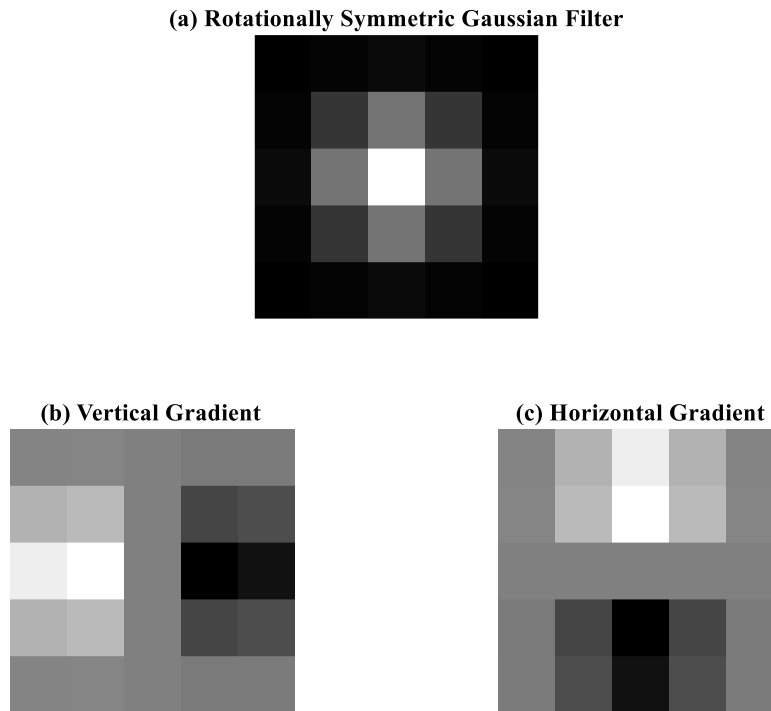 (a) Rotationally Symmetric Gaussian Filter
(b) Vertical Gradient
(c) Horizontal Gradient